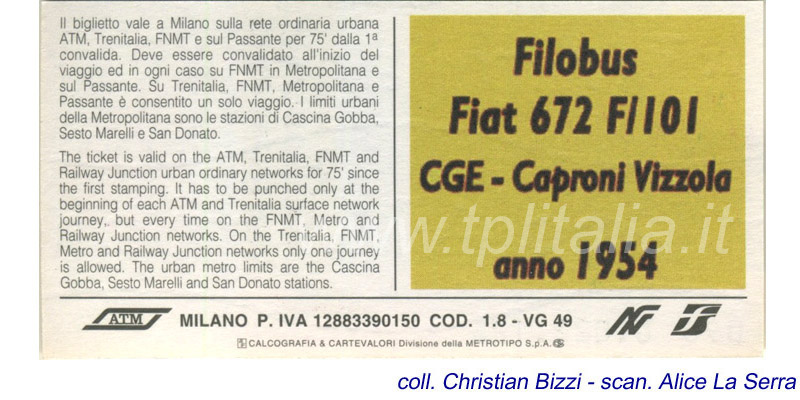 Il biglietto vale a Milano sulla rete ordinaria urbana
ATM, Trenitalia, FNMT e sul Passante per 75' dalla 1ª
convalida. Deve essere convalidato all'inizio del
viaggio ed in ogni caso su FNMT in Metropolitana e
sul Passante. Su Trenitalia, FNMT, Metropolitana e
Passante è consentito un solo viaggio. I limiti urbani
della Metropolitana sono le stazioni di Cascina Gobba,
Sesto Marelli e San Donato.
The ticket is valid on the ATM, Trenitalia, FNMT and
Railway Junction urban ordinary networks for 75' since
the first stamping. It has to be punched only at the
beginning of each ATM and Trenitalia surface network
journey, but every time on the FNMT, Metro and
Railway Junction networks. On the Trenitalia, FNMT,
Metro and Railway Junction networks only one journey
is allowed. The urban metro limits are the Cascina
Gobba, Sesto Marelli and San Donato stations.
Filobus
Fiat 672 F/101
CGE - Caproni Vizzola
anno 1954
www.tplitalia.it
ATM MILANO P. IVA 12883390150 COD. 1.8 - VG 49
CALCOGRAFIA & CARTEVALORI Divisione della METROTIPO S.p.A.
coll. Christian Bizzi - scan. Alice La Serra